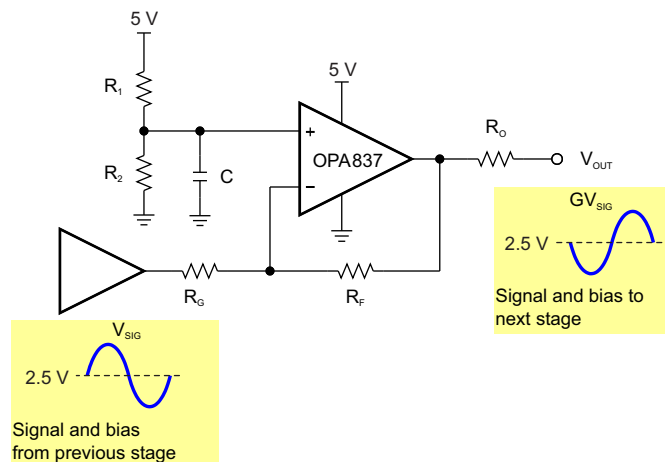 5 V
R1
5 V
+
OPA837
−
R2
C
RO
VOUT
RG
RF
GVSIG
2.5 V
Signal and bias to
next stage
VSIG
2.5 V
Signal and bias
from previous stage